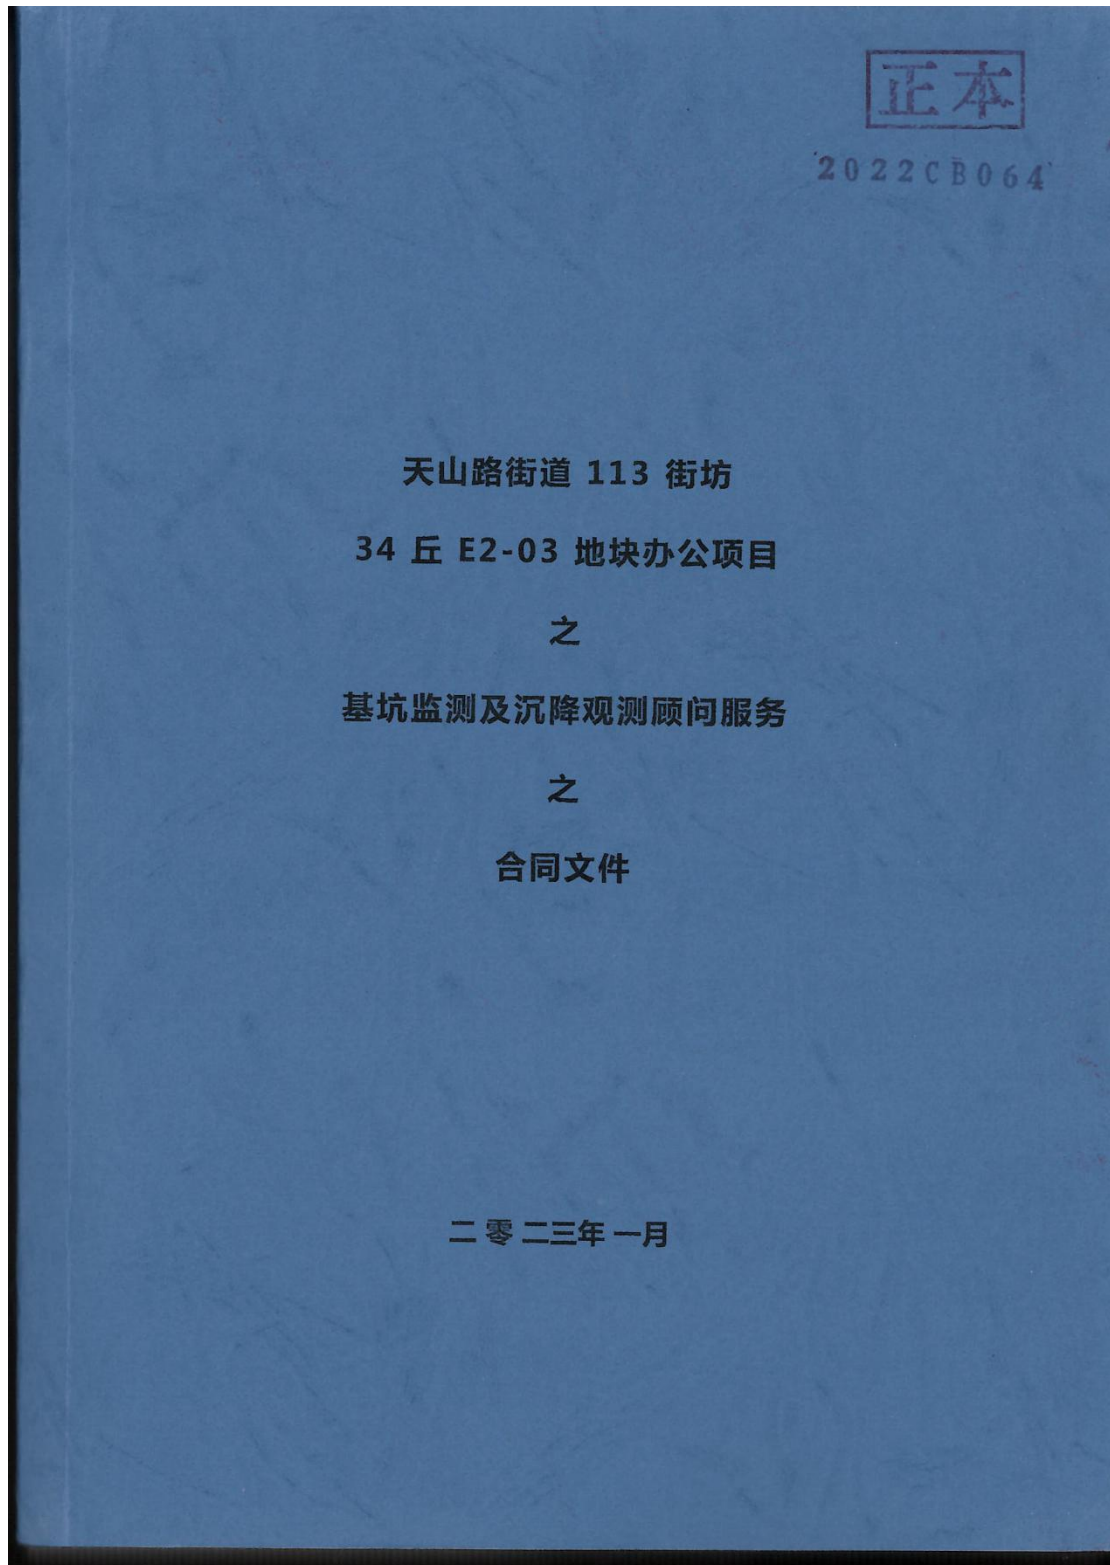 正本
2022CB064
天山路街道 113 街坊
34 丘 E2-03 地块办公项目
之
基坑监测及沉降观测顾问服务
之
合同文件
二零二三年一月